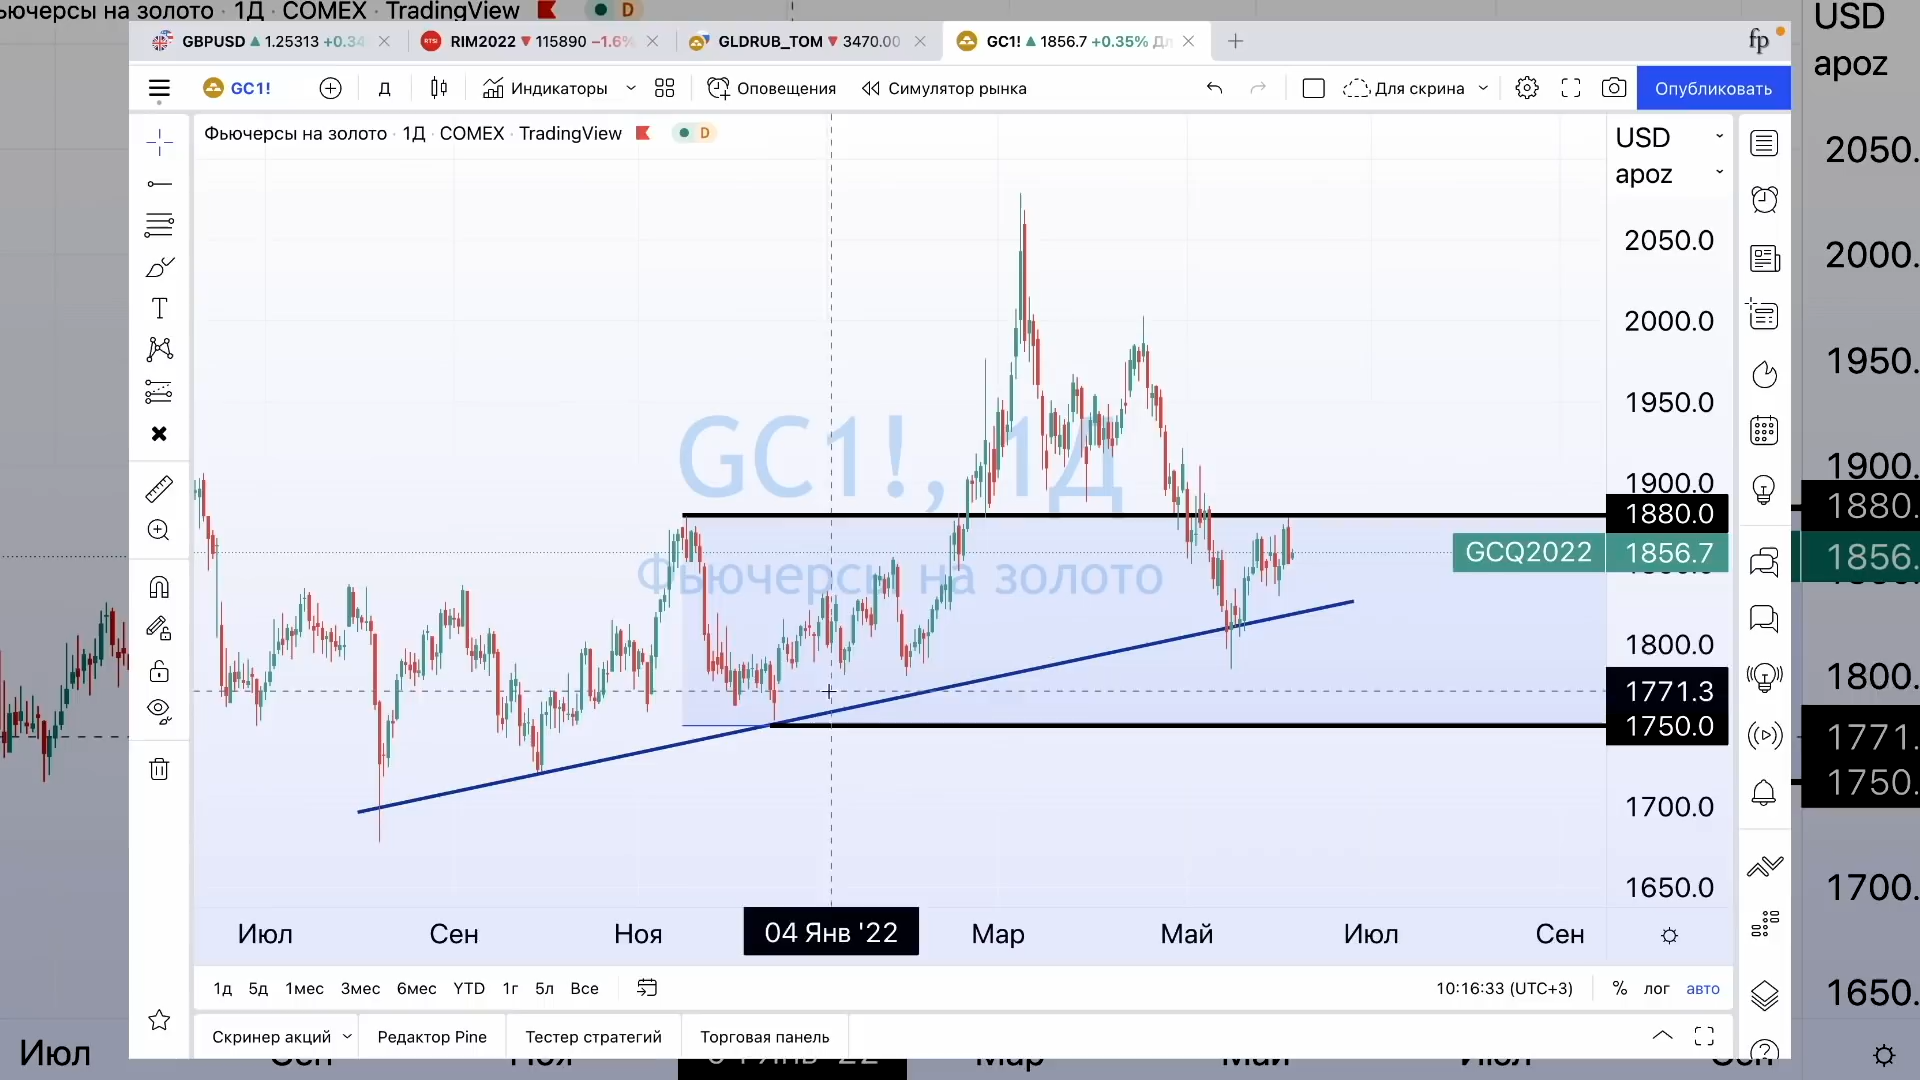 ьючерсы на золото · 1Д · COMEX · TradingView D
USD
apoz
GBPUSD 1.25313 +0.34
RIM2022 115890 −1.6%
GLDRUB_TOM 3470.00
GC1! 1856.7 +0.35%
fp
GC1!
Д
Индикаторы
Оповещения
Симулятор рынка
Для скрина
Опубликовать
Фьючерсы на золото · 1Д · COMEX · TradingView D
USD
apoz
GC1!, 1Д
Фьючерсы на золото
2050.0
2000.0
1950.0
1900.0
1880.0
GCQ2022 1856.7
1800.0
1771.3
1750.0
1700.0
1650.0
Июл Сен Ноя 04 Янв '22 Мар Май Июл Сен
1д 5д 1мес 3мес 6мес YTD 1г 5л Все
10:16:33 (UTC+3) % лог авто
Скринер акций Редактор Pine Тестер стратегий Торговая панель
2050.
2000.
1950.
1900.
1880.
1856.
1800.
1771.
1750.
1700.
1650.
Июл